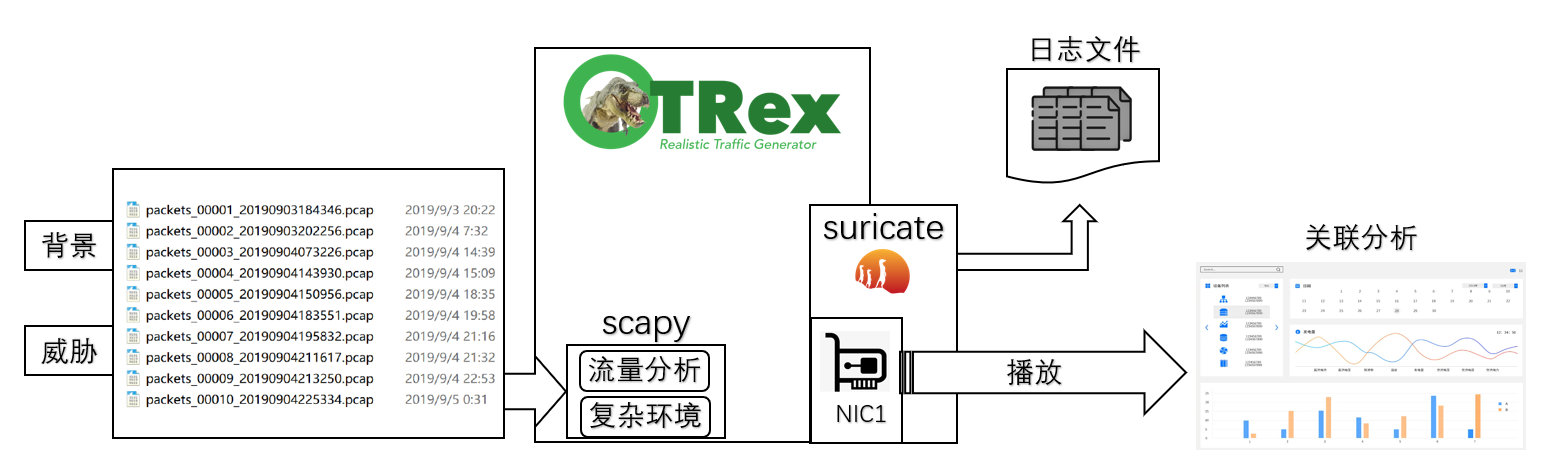 背景
威胁
packets_00001_20190903184346.pcap 2019/9/3 20:22
packets_00002_20190903202256.pcap 2019/9/4 7:32
packets_00003_20190904073226.pcap 2019/9/4 14:39
packets_00004_20190904143930.pcap 2019/9/4 15:09
packets_00005_20190904150956.pcap 2019/9/4 18:35
packets_00006_20190904183551.pcap 2019/9/4 19:58
packets_00007_20190904195832.pcap 2019/9/4 21:16
packets_00008_20190904211617.pcap 2019/9/4 21:32
packets_00009_20190904213250.pcap 2019/9/4 22:53
packets_00010_20190904225334.pcap 2019/9/5 0:31
TRex
Realistic Traffic Generator
scapy
流量分析
复杂环境
suricate
NIC1
日志文件
播放
关联分析